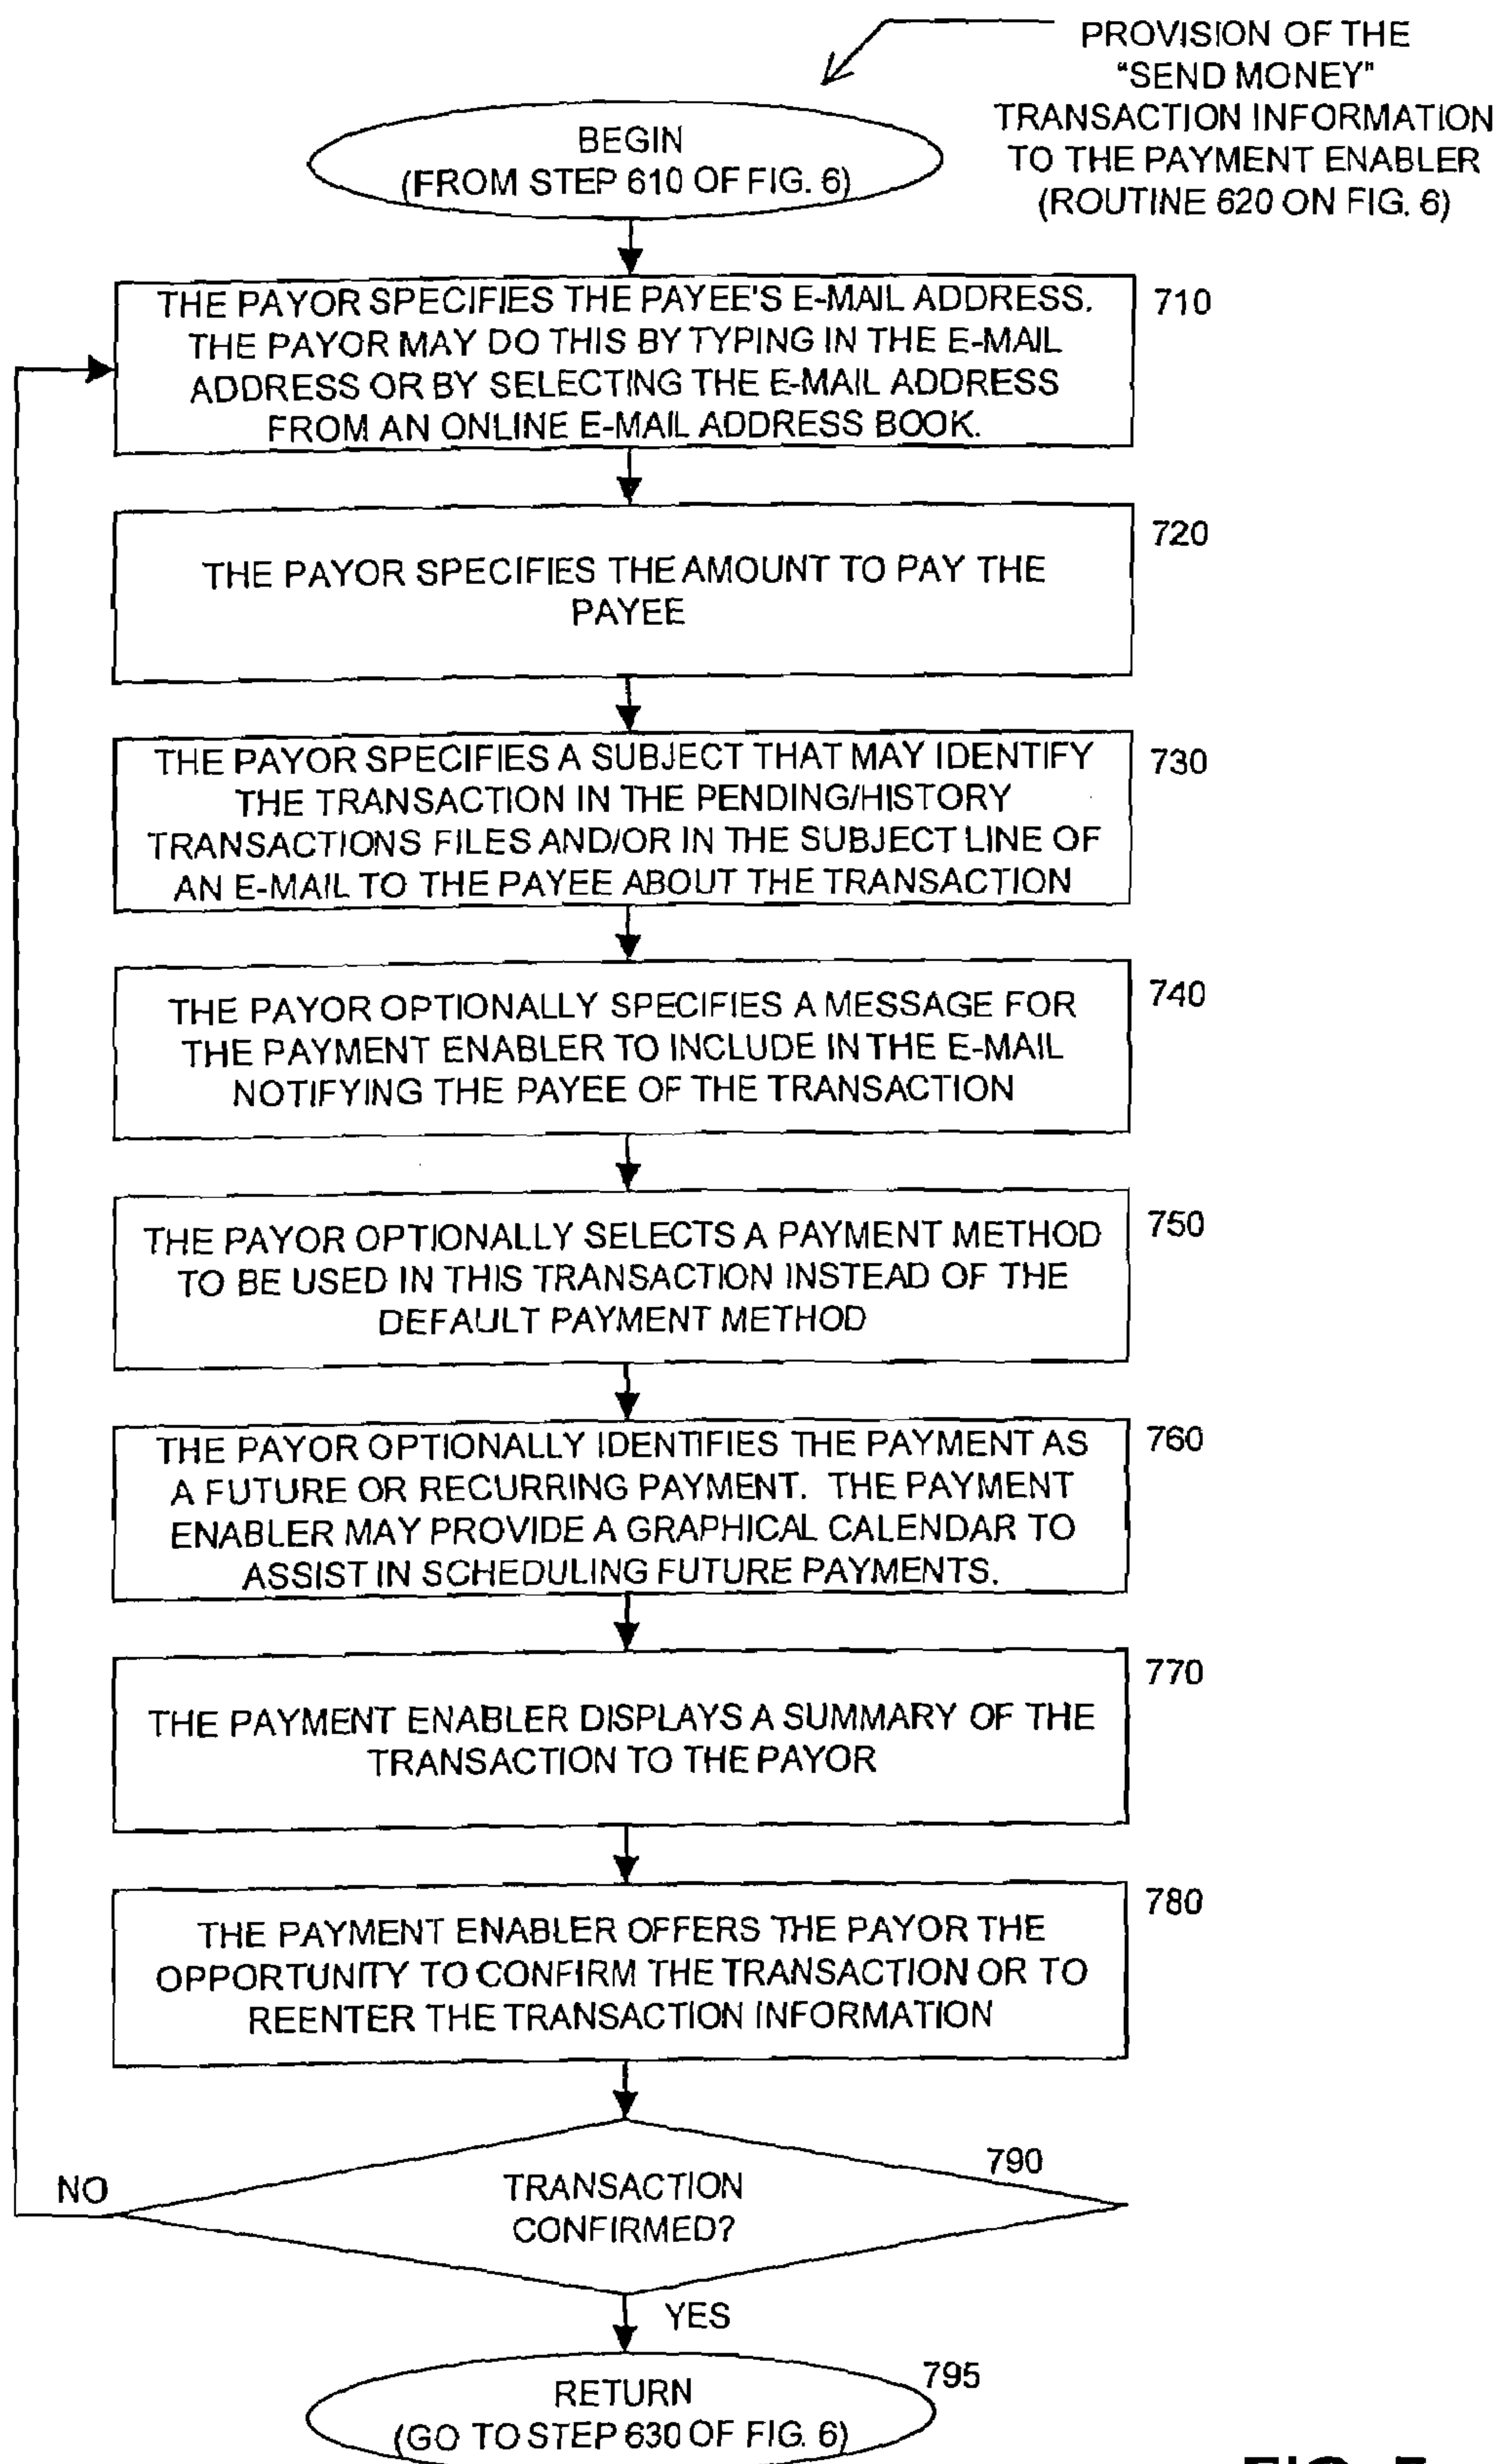 PROVISION OF THE
"SEND MONEY"
TRANSACTION INFORMATION
TO THE PAYMENT ENABLER
(ROUTINE 620 ON FIG. 6)
BEGIN
(FROM STEP 610 OF FIG. 6)
710
THE PAYOR SPECIFIES THE PAYEE'S E-MAIL ADDRESS.
THE PAYOR MAY DO THIS BY TYPING IN THE E-MAIL
ADDRESS OR BY SELECTING THE E-MAIL ADDRESS
FROM AN ONLINE E-MAIL ADDRESS BOOK.
720
THE PAYOR SPECIFIES THE AMOUNT TO PAY THE
PAYEE
730
THE PAYOR SPECIFIES A SUBJECT THAT MAY IDENTIFY
THE TRANSACTION IN THE PENDING/HISTORY
TRANSACTIONS FILES AND/OR IN THE SUBJECT LINE OF
AN E-MAIL TO THE PAYEE ABOUT THE TRANSACTION
740
THE PAYOR OPTIONALLY SPECIFIES A MESSAGE FOR
THE PAYMENT ENABLER TO INCLUDE IN THE E-MAIL
NOTIFYING THE PAYEE OF THE TRANSACTION
750
THE PAYOR OPTIONALLY SELECTS A PAYMENT METHOD
TO BE USED IN THIS TRANSACTION INSTEAD OF THE
DEFAULT PAYMENT METHOD
760
THE PAYOR OPTIONALLY IDENTIFIES THE PAYMENT AS
A FUTURE OR RECURRING PAYMENT. THE PAYMENT
ENABLER MAY PROVIDE A GRAPHICAL CALENDAR TO
ASSIST IN SCHEDULING FUTURE PAYMENTS.
770
THE PAYMENT ENABLER DISPLAYS A SUMMARY OF THE
TRANSACTION TO THE PAYOR
780
THE PAYMENT ENABLER OFFERS THE PAYOR THE
OPPORTUNITY TO CONFIRM THE TRANSACTION OR TO
REENTER THE TRANSACTION INFORMATION
790
NO
TRANSACTION
CONFIRMED?
YES
795
RETURN
(GO TO STEP 630 OF FIG. 6)